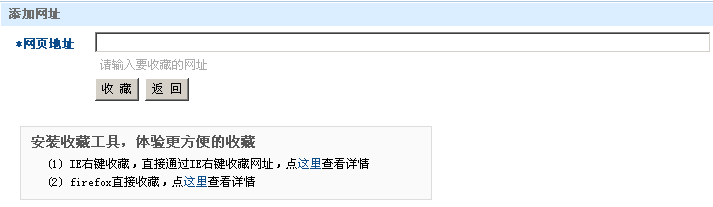 添加网址
*网页地址
请输入要收藏的网址
收 藏 返 回
安装收藏工具，体验更方便的收藏
(1) IE右键收藏，直接通过IE右键收藏网址，点这里查看详情
(2) firefox直接收藏，点这里查看详情